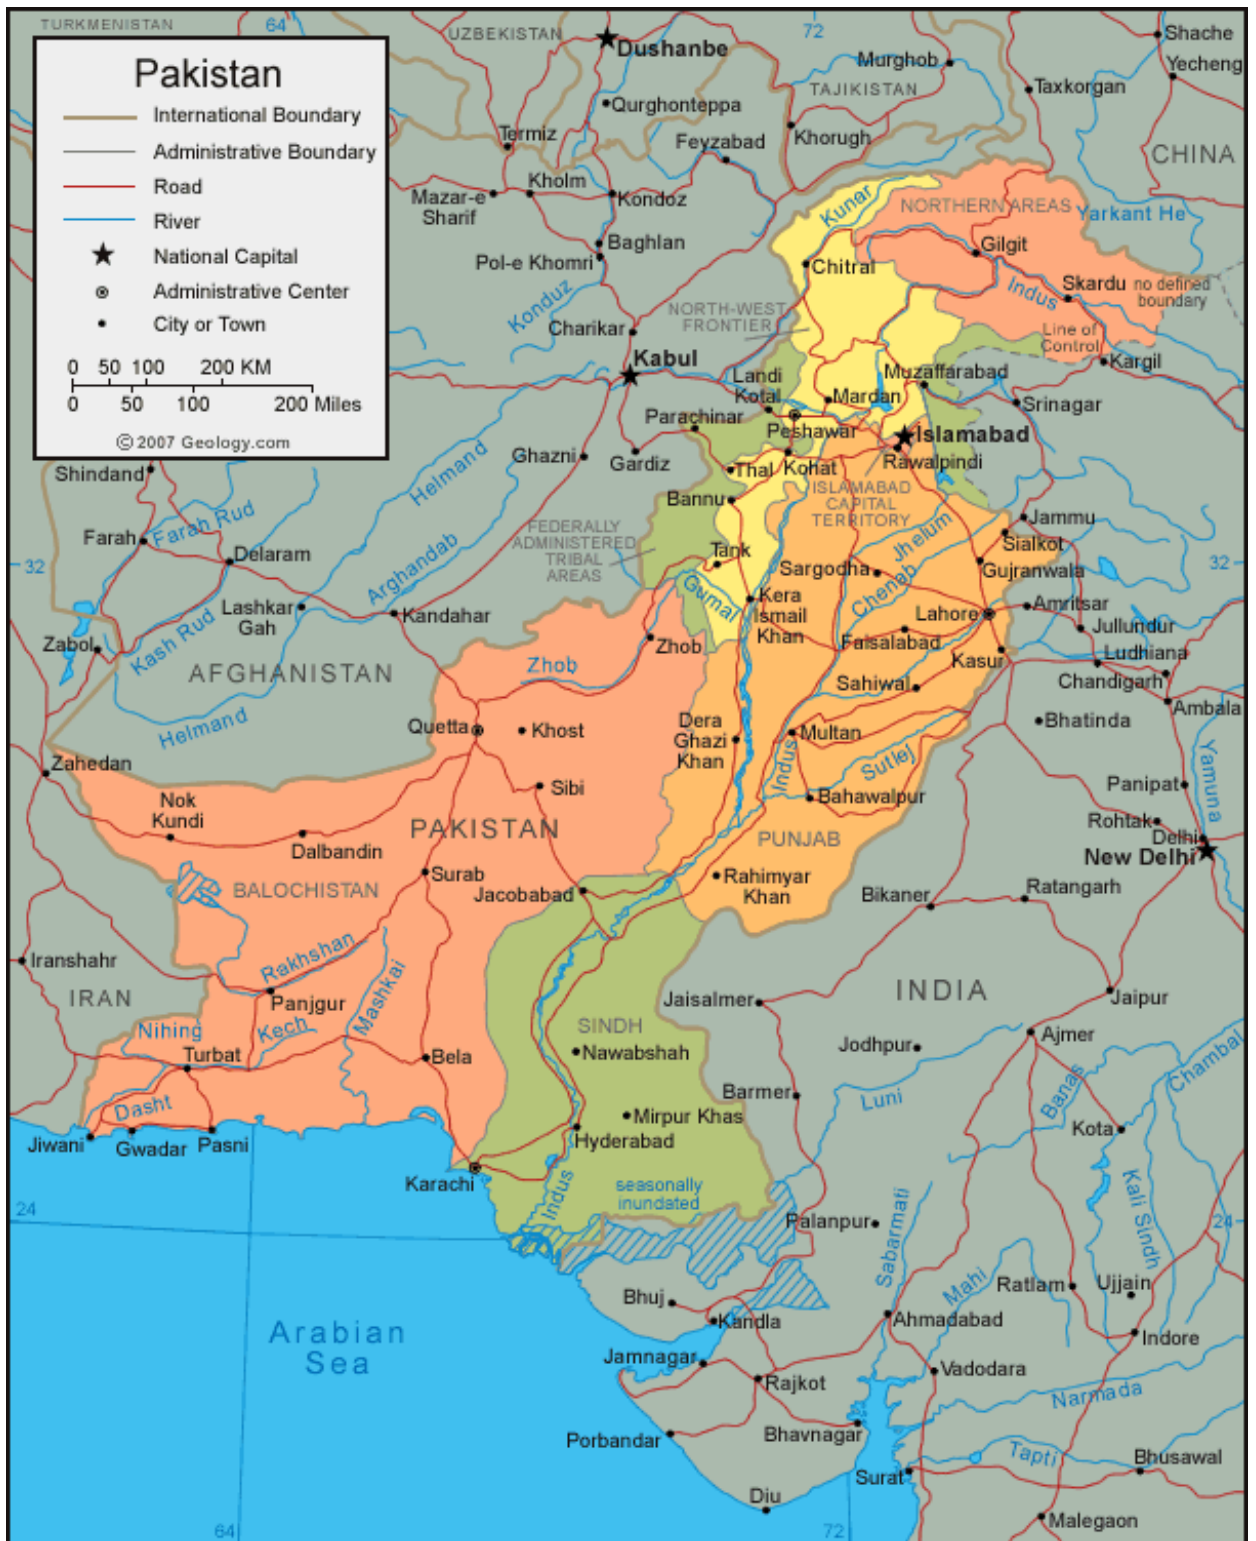 TURKMENISTAN
64
UZBEKISTAN
72
Dushanbe
Shache
Murghob
Yecheng
TAJIKISTAN
Taxkorgan
Qurghonteppa
Pakistan
International Boundary
Administrative Boundary
Road
River
National Capital
Administrative Center
City or Town
0 50 100 200 KM
0 50 100 200 Miles
©2007 Geology.com
Termiz
Khorugh
Feyzabad
CHINA
Mazar-e
Sharif
Kholm
Kondoz
Kunar
NORTHERN AREAS
Yarkant He
Baghlan
Pol-e Khomri
Chitral
Gilgit
Konduz
Indus
Skardu
no defined
boundary
NORTH-WEST
FRONTIER
Charikar
Line of
Control
Kabul
Kargil
Landi
Kotal
Muzaffarabad
Mardan
Srinagar
Parachinar
Peshawar
Islamabad
Shindand
Ghazni
Gardiz
Thal
Kohat
Rawalpindi
Helmand
Bannu
ISLAMABAD
CAPITAL
TERRITORY
Farah Rud
Farah
FEDERALLY
ADMINISTERED
TRIBAL
AREAS
Jammu
Sialkot
Jhelum
32
Delaram
Arghandab
Tank
Sargodha
Chenab
Gujranwala
32
Lashkar
Gah
Kandahar
Gumal
Kera
Ismail
Khan
Lahore
Amritsar
Zabol
Kash Rud
Zhob
Faisalabad
Jullundur
Kasur
Ludhiana
AFGHANISTAN
Zhob
Sahiwal
Chandigarh
Helmand
Quetta
Khost
Dera
Ghazi
Khan
Multan
Bhatinda
Ambala
Zahedan
Indus
Sutlej
Yamuna
Nok
Kundi
Sibi
Bahawalpur
Panipat
PAKISTAN
PUNJAB
Rohtak
Delhi
New Delhi
Dalbandin
Surab
BALOCHISTAN
Jacobabad
Rahimyar
Khan
Bikaner
Ratangarh
Iranshahr
Rakhshan
Mashkai
IRAN
Panjgur
Jaisalmer
INDIA
Jaipur
Nihing
Kech
SINDH
Nawabshah
Jodhpur
Ajmer
Turbat
Bela
Chambal
Banas
Luni
Barmer
Dasht
Mirpur Khas
Jiwani
Gwadar
Pasni
Hyderabad
Kota
Karachi
Indus
seasonally
inundated
Kali Sindh
24
Palanpur
Sabarmati
24
Mahi
Bhuj
Ratlam
Ujjain
Kandla
Ahmadabad
Indore
Arabian
Sea
Jamnagar
Rajkot
Vadodara
Narmada
Porbandar
Bhavnagar
Tapti
Bhusawal
Surat
Diu
Malegaon
64
72